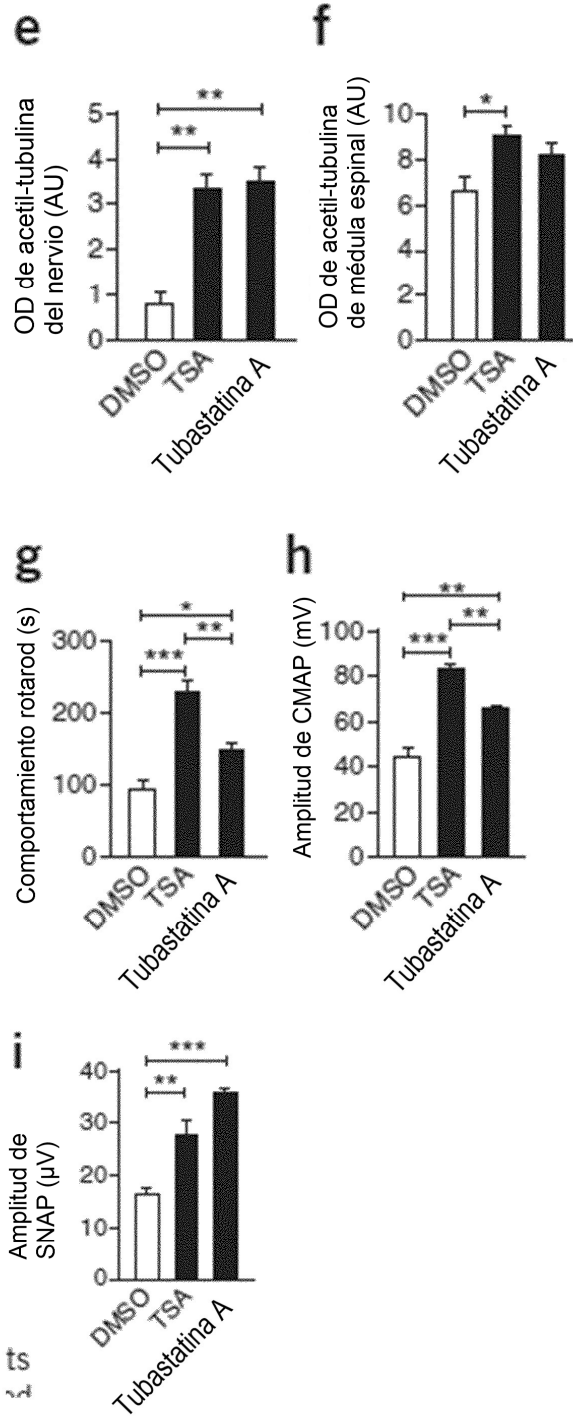 e
OD de acetil-tubulina
del nervio (AU)
5
4
3
2
1
0
**
**
DMSO
TSA
Tubastatina A
f
OD de acetil-tubulina
de médula espinal (AU)
10
8
6
4
2
0
*
DMSO
TSA
Tubastatina A
g
Comportamiento rotarod (s)
300
200
100
0
*
**
***
DMSO
TSA
Tubastatina A
h
Amplitud de CMAP (mV)
100
80
60
40
20
0
**
**
***
DMSO
TSA
Tubastatina A
i
Amplitud de
SNAP (µV)
40
30
20
10
0
***
**
DMSO
TSA
Tubastatina A
ts